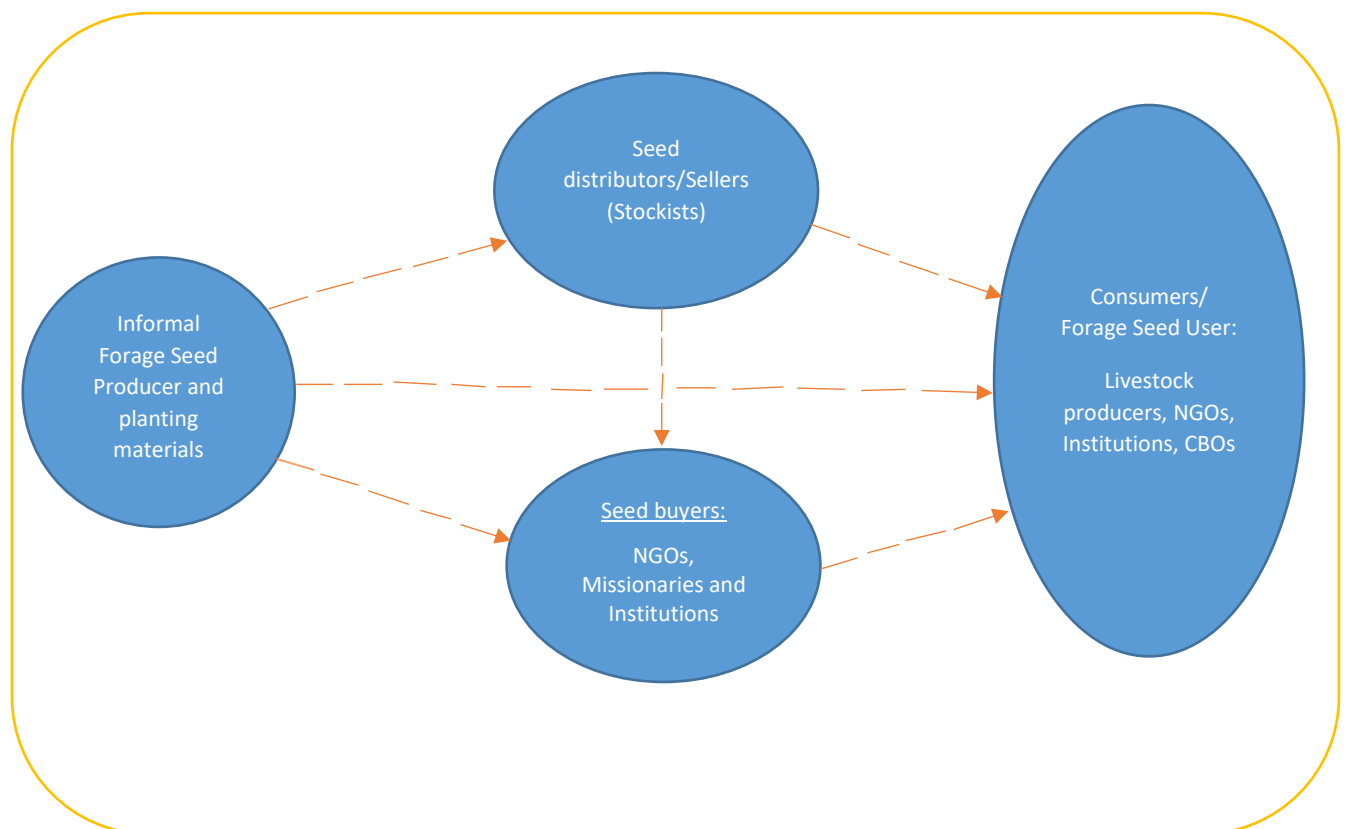 Seed
distributors/Sellers
(Stockists)
Informal
Forage Seed
Producer and
planting
materials
Consumers/
Forage Seed User:
Livestock
producers, NGOs,
Institutions, CBOs
Seed buyers:
NGOs,
Missionaries and
Institutions